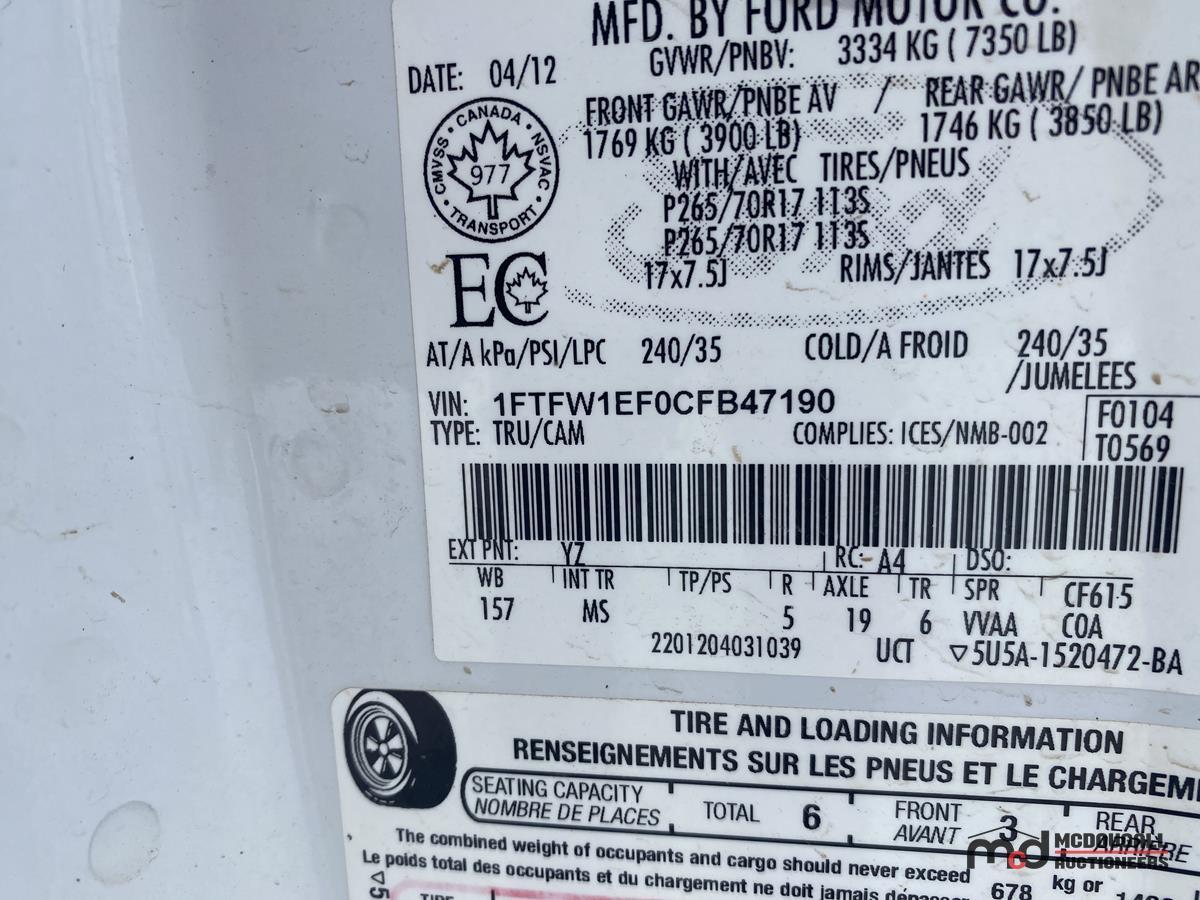 MFD. BY FORD MOTOR CO.
DATE: 04/12
GVWR/PNBV: 3334 KG ( 7350 LB)
FRONT GAWR/PNBE AV / REAR GAWR/ PNBE AR
1769 KG ( 3900 LB) 1746 KG ( 3850 LB)
WITH/AVEC TIRES/PNEUS
P265/70R17 113S
P265/70R17 113S
17x7.5J RIMS/JANTES 17x7.5J
CANADA
CMVSS · NSVAC
977
TRANSPORT
EC
AT/A kPa/PSI/LPC 240/35 COLD/A FROID 240/35
/JUMELEES
VIN: 1FTFW1EF0CFB47190
TYPE: TRU/CAM COMPLIES: ICES/NMB-002
F0104
T0569
EXT PNT: YZ RC: A4 DSO:
WB INT TR TP/PS R AXLE TR SPR CF615
157 MS 5 19 6 VVAA COA
2201204031039 UCT ▽5U5A-1520472-BA
TIRE AND LOADING INFORMATION
RENSEIGNEMENTS SUR LES PNEUS ET LE CHARGEME
SEATING CAPACITY
NOMBRE DE PLACES
TOTAL 6
FRONT
AVANT 3
REAR
ARRIÈRE
mcd MCDOUGALL
AUCTIONEERS
The combined weight of occupants and cargo should never exceed 678 kg or
Le poids total des occupants et du chargement ne doit jamais
▽5